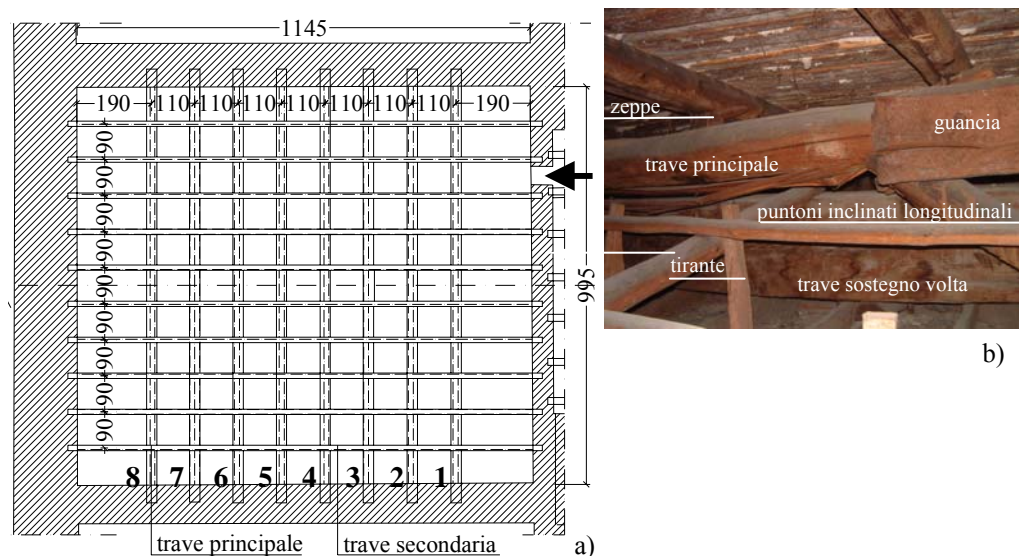 1145
190 110 110 110 110 110 110 110 190
90
90
90
90
90
90
90
90
90
995
8 7 6 5 4 3 2 1
trave principale
trave secondaria
a)
zeppe
guancia
trave principale
puntoni inclinati longitudinali
tirante
trave sostegno volta
b)